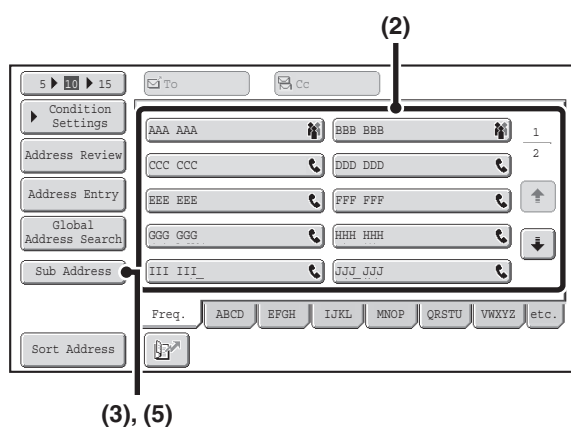 (2)
5 10 15
To
Cc
Condition
Settings
AAA AAA
BBB BBB
1
Address Review
CCC CCC
DDD DDD
2
Address Entry
EEE EEE
FFF FFF
Global
Address Search
GGG GGG
HHH HHH
Sub Address
III III
JJJ JJJ
Freq.
ABCD
EFGH
IJKL
MNOP
QRSTU
VWXYZ
etc.
Sort Address
(3), (5)